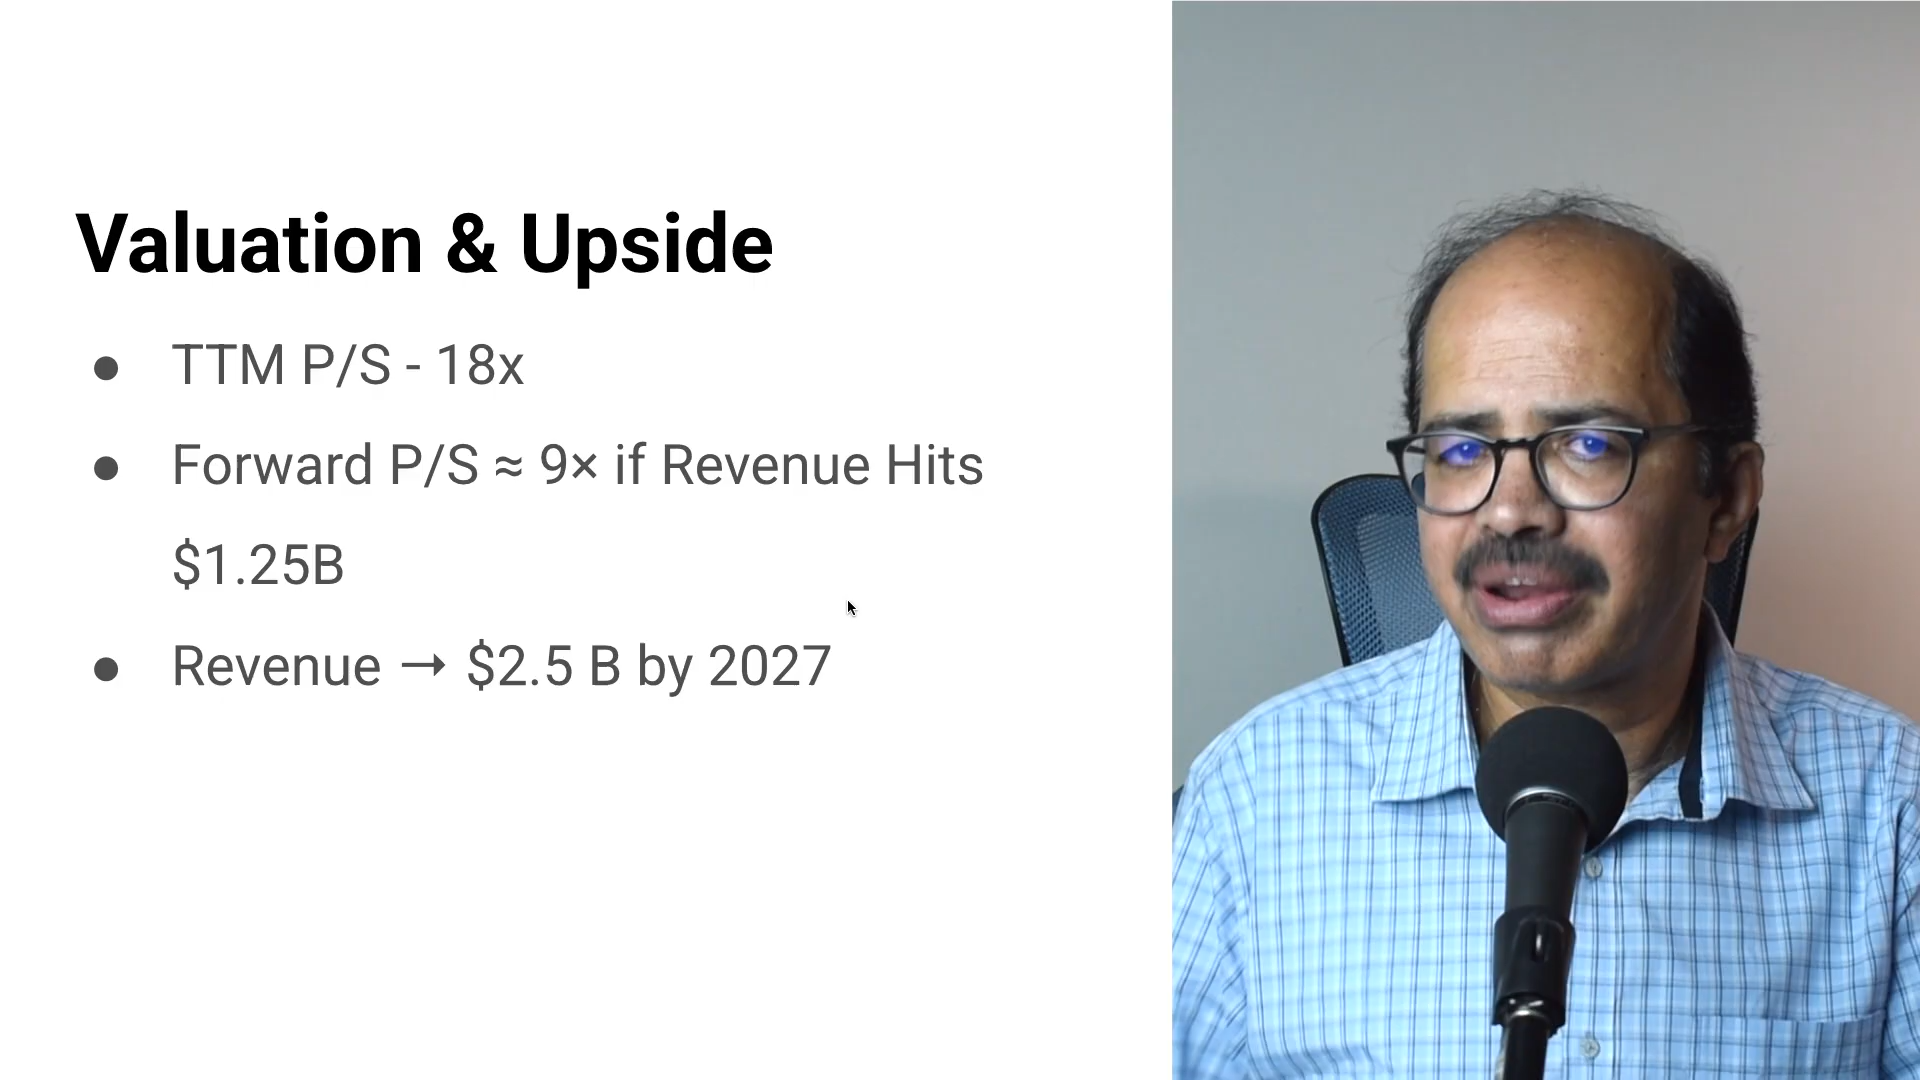 Valuation & Upside
● TTM P/S - 18x
● Forward P/S ≈ 9× if Revenue Hits
$1.25B
● Revenue → $2.5 B by 2027